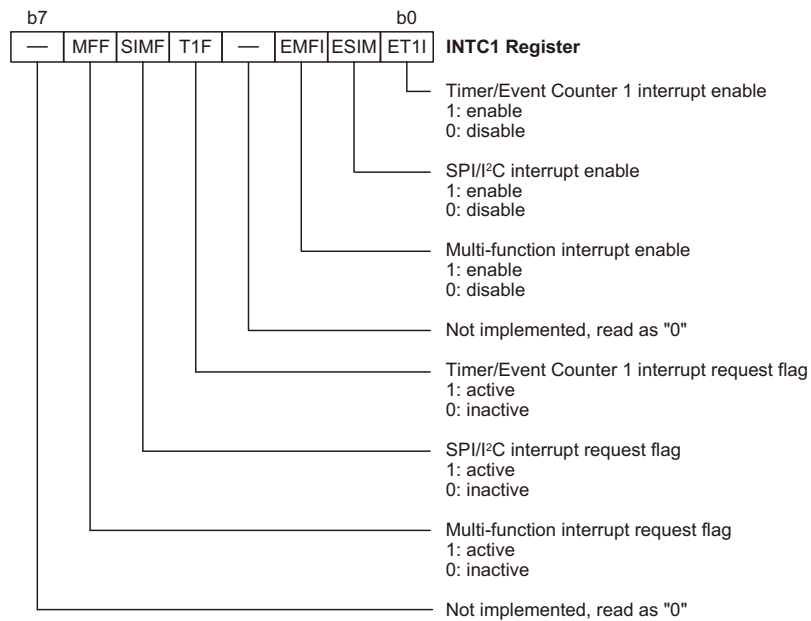 b7 b0
— MFF SIMF T1F — EMFI ESIM ET1I INTC1 Register
Timer/Event Counter 1 interrupt enable
1: enable
0: disable
SPI/I²C interrupt enable
1: enable
0: disable
Multi-function interrupt enable
1: enable
0: disable
Not implemented, read as "0"
Timer/Event Counter 1 interrupt request flag
1: active
0: inactive
SPI/I²C interrupt request flag
1: active
0: inactive
Multi-function interrupt request flag
1: active
0: inactive
Not implemented, read as "0"